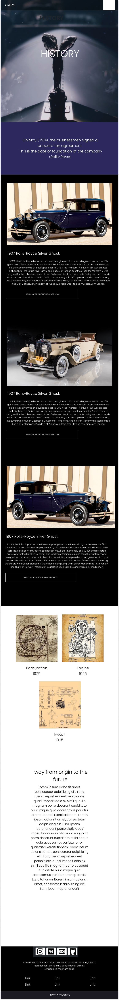 CARD
HISTORY
HISTORY
On May 1, 1904, the businessmen signed a
cooperation agreement.
This is the date of foundation of the company
«Rolls-Roys».
1907 Rolls-Royce Silver Ghost.
In 1919, the Rolls-Royce became the most prestigious car in the world again. However, the fifth
generation of this model was replaced not by the ultra-exclusive Phantom IV, but by the archaic
Rolls-Royce Silver Wraith, developed back in 1938. If the Phantom IV of 1950-1956 was created
exclusively for the British royal family and leaders of foreign countries, then thePhantom V was
designed for the richest representatives of other estates: from presidents and governors to movie
stars and bandstand. From 1959 to 1968 , the company sold 516 copies of the Phantom V. Among
the buyers were Queen Elizabeth II, Governor of Hong Kong, Shah of Iran Mohammad Reza Pahlavi,
King Olaf V of Norway, President of Yugoslavia Josip Broz Tito and musician John Lennon.
READ MORE ABOUT NEW VERSION
BP 8742
1907 Rolls-Royce Silver Ghost.
In 1919, the Rolls-Royce became the most prestigious car in the world again. However, the fifth
generation of this model was replaced not by the ultra-exclusive Phantom IV, but by the archaic
Rolls-Royce Silver Wraith, developed back in 1938. If the Phantom IV of 1950-1956 was created
exclusively for the British royal family and leaders of foreign countries, then thePhantom V was
designed for the richest representatives of other estates: from presidents and governors to movie
stars and bandstand. From 1959 to 1968 , the company sold 516 copies of the Phantom V. Among
the buyers were Queen Elizabeth II, Governor of Hong Kong, Shah of Iran Mohammad Reza Pahlavi,
King Olaf V of Norway, President of Yugoslavia Josip Broz Tito and musician John Lennon.
READ MORE ABOUT NEW VERSION
1907 Rolls-Royce Silver Ghost.
In 1919, the Rolls-Royce became the most prestigious car in the world again. However, the fifth
generation of this model was replaced not by the ultra-exclusive Phantom IV, but by the archaic
Rolls-Royce Silver Wraith, developed back in 1938. If the Phantom IV of 1950-1956 was created
exclusively for the British royal family and leaders of foreign countries, then thePhantom V was
designed for the richest representatives of other estates: from presidents and governors to movie
stars and bandstand. From 1959 to 1968 , the company sold 516 copies of the Phantom V. Among
the buyers were Queen Elizabeth II, Governor of Hong Kong, Shah of Iran Mohammad Reza Pahlavi,
King Olaf V of Norway, President of Yugoslavia Josip Broz Tito and musician John Lennon.
READ MORE ABOUT NEW VERSION
Karbutation
1925
Engine
1925
Motor
1925
way from origin to the
future
Lorem ipsum dolor sit amet,
consectetur adipisicing elit. Eum,
ipsam reprehenderit perspiciatis
quasi impedit odio ex similique illo
magnam porro deserunt cupiditate
nulla itaque quia accusamus pariatur
error quaerat? Exercitationem! Lorem
ipsum dolor sit amet, consectetur
adipisicing elit. Eum, ipsam
reprehenderit perspiciatis quasi
impedit odio ex similique illo magnam
porro deserunt cupiditate nulla itaque
quia accusamus pariatur error
quaerat? Exercitationem!Lorem ipsum
dolor sit amet, consectetur adipisicing
elit. Eum, ipsam reprehenderit
perspiciatis quasi impedit odio ex
similique illo magnam porro deserunt
cupiditate nulla itaque quia
accusamus pariatur error quaerat?
Exercitationem!Lorem ipsum dolor sit
amet, consectetur adipisicing elit.
Eum, ipsam reprehenderit
Lorem ipsum dolor sit amet, consectetur adipisicing elit. Eum, ipsam
reprehenderit perspiciatis quasi impedit odio ex
similique illo magnam porro
Link Link Link
Link Link Link
thx for watch